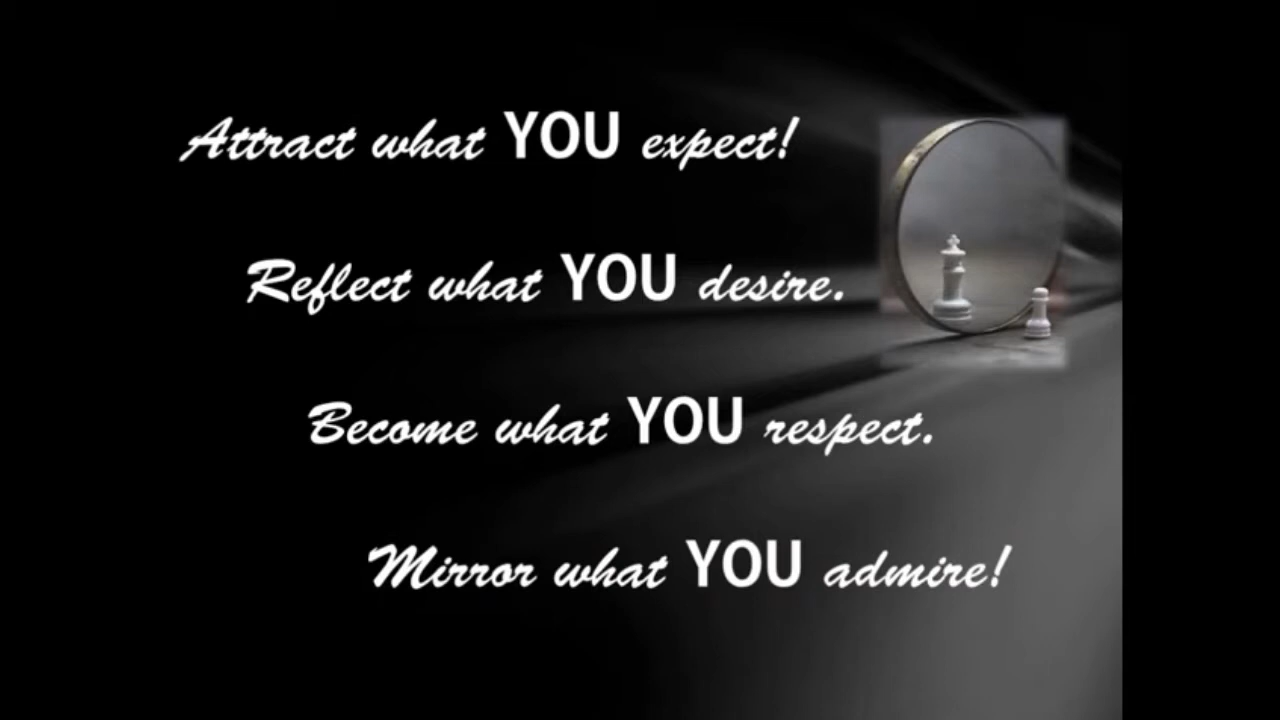 Attract what YOU expect!
Reflect what YOU desire.
Become what YOU respect.
Mirror what YOU admire!